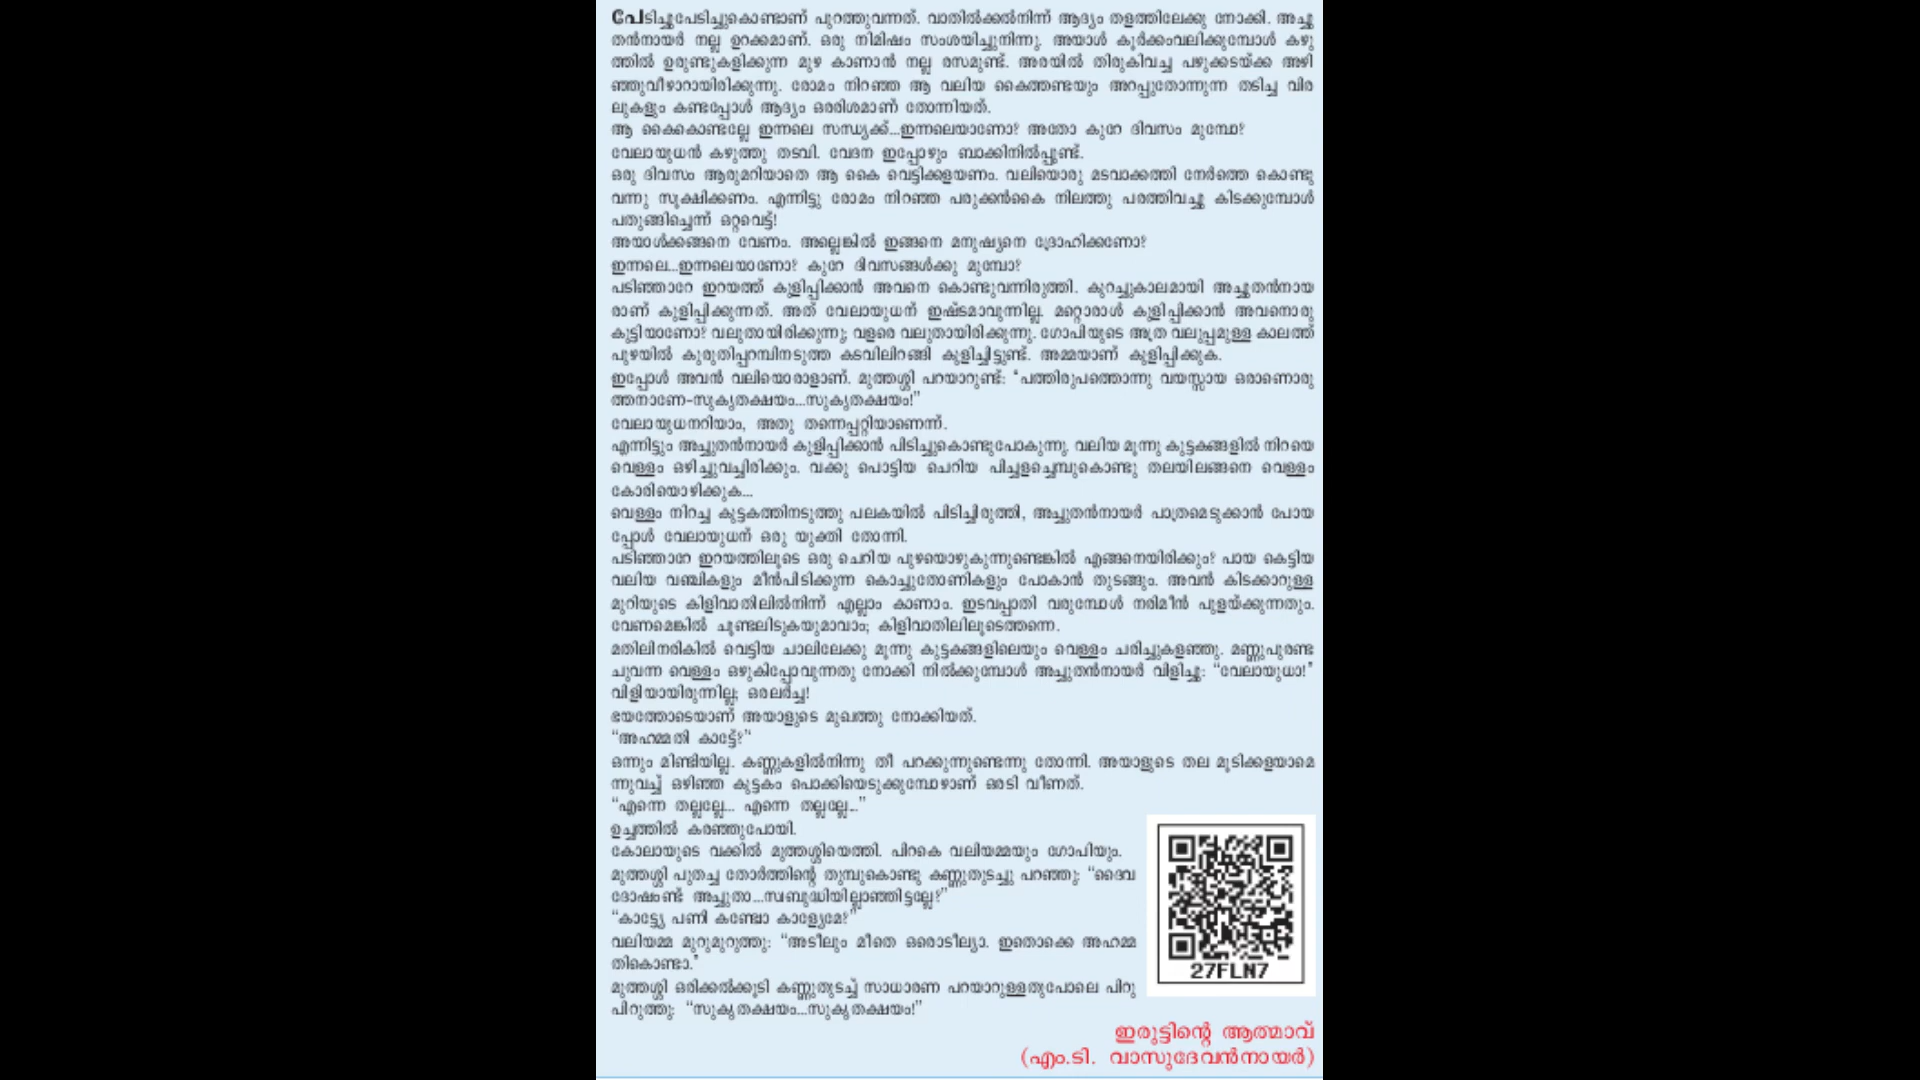 പേടിച്ചുപേടിച്ചുകൊണ്ടാണ് പുറത്തുവന്നത്. വാതിൽക്കൽനിന്ന് ആദ്യം തളത്തിലേക്കു നോക്കി. അച്ചു
തൻനായർ നല്ല ഉറക്കമാണ്. ഒരു നിമിഷം സംശയിച്ചുനിന്നു. അയാൾ കൂർക്കംവലിക്കുമ്പോൾ കഴു
ത്തിൽ ഉരുണ്ടുകളിക്കുന്ന മുഴ കാണാൻ നല്ല രസമുണ്ട്. അരയിൽ തിരുകിവച്ച പഴുക്കടയ്ക്ക അഴി
ഞ്ഞുവീഴാറായിരിക്കുന്നു. രോമം നിറഞ്ഞ ആ വലിയ കൈത്തണ്ടയും അറപ്പുതോന്നുന്ന തടിച്ച വിര
ലുകളും കണ്ടപ്പോൾ ആദ്യം ഒരരിശമാണ് തോന്നിയത്.
ആ കൈകൊണ്ടല്ലേ ഇന്നലെ സന്ധ്യക്ക്...ഇന്നലെയാണോ? അതോ കുറേ ദിവസം മുമ്പോ?
വേലായുധൻ കഴുത്തു തടവി. വേദന ഇപ്പോഴും ബാക്കിനിൽപ്പുണ്ട്.
ഒരു ദിവസം ആരുമറിയാതെ ആ കൈ വെട്ടിക്കളയണം. വലിയൊരു മടവാക്കത്തി നേർത്തെ കൊണ്ടു
വന്നു സൂക്ഷിക്കണം. എന്നിട്ടു രോമം നിറഞ്ഞ പരുക്കൻകൈ നിലത്തു പരത്തിവച്ചു കിടക്കുമ്പോൾ
പതുങ്ങിച്ചെന്ന് ഒറ്റവെട്ട്!
അയാൾക്കങ്ങനെ വേണം. അല്ലെങ്കിൽ ഇങ്ങനെ മനുഷ്യനെ ദ്രോഹിക്കണോ?
ഇന്നലെ...ഇന്നലെയാണോ? കുറേ ദിവസങ്ങൾക്കു മുമ്പോ?
പടിഞ്ഞാറേ ഇറയത്ത് കുളിപ്പിക്കാൻ അവനെ കൊണ്ടുവന്നിരുത്തി. കുറച്ചുകാലമായി അച്ചുതൻനായ
രാണ് കുളിപ്പിക്കുന്നത്. അത് വേലായുധന് ഇഷ്ടമാവുന്നില്ല. മറ്റൊരാൾ കുളിപ്പിക്കാൻ അവനൊരു
കുട്ടിയാണോ? വലുതായിരിക്കുന്നു; വളരെ വലുതായിരിക്കുന്നു. ഗോപിയുടെ അത്ര വലുപ്പമുള്ള കാലത്ത്
പുഴയിൽ കുരുതിപ്പറമ്പിനടുത്ത കടവിലിറങ്ങി കുളിച്ചിട്ടുണ്ട്. അമ്മയാണ് കുളിപ്പിക്കുക.
ഇപ്പോൾ അവൻ വലിയൊരാളാണ്. മുത്തശ്ശി പറയാറുണ്ട്: "പത്തിരുപത്തൊന്നു വയസ്സായ ഒരാണൊരു
ത്തനാണേ-സുകൃതക്ഷയം...സുകൃതക്ഷയം!"
വേലായുധനറിയാം, അതു തന്നെപ്പറ്റിയാണെന്ന്.
എന്നിട്ടും അച്ചുതൻനായർ കുളിപ്പിക്കാൻ പിടിച്ചുകൊണ്ടുപോകുന്നു. വലിയ മൂന്നു കുട്ടകങ്ങളിൽ നിറയെ
വെള്ളം ഒഴിച്ചുവച്ചിരിക്കും. വക്കു പൊട്ടിയ ചെറിയ പിച്ചളച്ചെമ്പുകൊണ്ടു തലയിലങ്ങനെ വെള്ളം
കോരിയൊഴിക്കുക...
വെള്ളം നിറച്ച കുട്ടകത്തിനടുത്തു പലകയിൽ പിടിച്ചിരുത്തി, അച്ചുതൻനായർ പാത്രമെടുക്കാൻ പോയ
പ്പോൾ വേലായുധന് ഒരു യുക്തി തോന്നി.
പടിഞ്ഞാറേ ഇറയത്തിലൂടെ ഒരു ചെറിയ പുഴയൊഴുകുന്നുണ്ടെങ്കിൽ എങ്ങനെയിരിക്കും? പായ കെട്ടിയ
വലിയ വഞ്ചികളും മീൻപിടിക്കുന്ന കൊച്ചുതോണികളും പോകാൻ തുടങ്ങും. അവൻ കിടക്കാറുള്ള
മുറിയുടെ കിളിവാതിലിൽനിന്ന് എല്ലാം കാണാം. ഇടവപ്പാതി വരുമ്പോൾ നരിമീൻ പുളയ്ക്കുന്നതും.
വേണമെങ്കിൽ ചൂണ്ടലിടുകയുമാവാം; കിളിവാതിലിലൂടെത്തന്നെ.
മതിലിനരികിൽ വെട്ടിയ ചാലിലേക്കു മൂന്നു കുട്ടകങ്ങളിലെയും വെള്ളം ചരിച്ചുകളഞ്ഞു. മണ്ണുപുരണ്ട
ചുവന്ന വെള്ളം ഒഴുകിപ്പോവുന്നതു നോക്കി നിൽക്കുമ്പോൾ അച്ചുതൻനായർ വിളിച്ചു: "വേലായുധാ!"
വിളിയായിരുന്നില്ല; ഒരലർച്ച!
ഭയത്തോടെയാണ് അയാളുടെ മുഖത്തു നോക്കിയത്.
"അഹമ്മതി കാട്ടേ?"
ഒന്നും മിണ്ടിയില്ല. കണ്ണുകളിൽനിന്നു തീ പറക്കുന്നുണ്ടെന്നു തോന്നി. അയാളുടെ തല മൂടിക്കളയാമെ
ന്നുവച്ച് ഒഴിഞ്ഞ കുട്ടകം പൊക്കിയെടുക്കുമ്പോഴാണ് ഒരടി വീണത്.
"എന്നെ തല്ലല്ലേ... എന്നെ തല്ലല്ലേ..."
ഉച്ചത്തിൽ കരഞ്ഞുപോയി.
കോലായുടെ വക്കിൽ മുത്തശ്ശിയെത്തി. പിറകെ വലിയമ്മയും ഗോപിയും.
മുത്തശ്ശി പുതച്ച തോർത്തിന്റെ തുമ്പുകൊണ്ടു കണ്ണുതുടച്ചു പറഞ്ഞു: "ദൈവ
ദോഷംണ്ട് അച്ചുതാ...സ്വബുദ്ധിയില്ലാഞ്ഞിട്ടല്ലേ?"
"കാട്ട്യേ പണി കണ്ടോ കാള്യേമേ?"
വലിയമ്മ മുറുമുറുത്തു: "അടീലും മീതെ ഒരൊടീല്യാ. ഇതൊക്കെ അഹമ്മ
തികൊണ്ടാ."
മുത്തശ്ശി ഒരിക്കൽക്കൂടി കണ്ണുതുടച്ച് സാധാരണ പറയാറുള്ളതുപോലെ പിറു
പിറുത്തു: "സുകൃതക്ഷയം...സുകൃതക്ഷയം!"
27FLN7
ഇരുട്ടിന്റെ ആത്മാവ്
(എം.ടി. വാസുദേവൻനായർ)